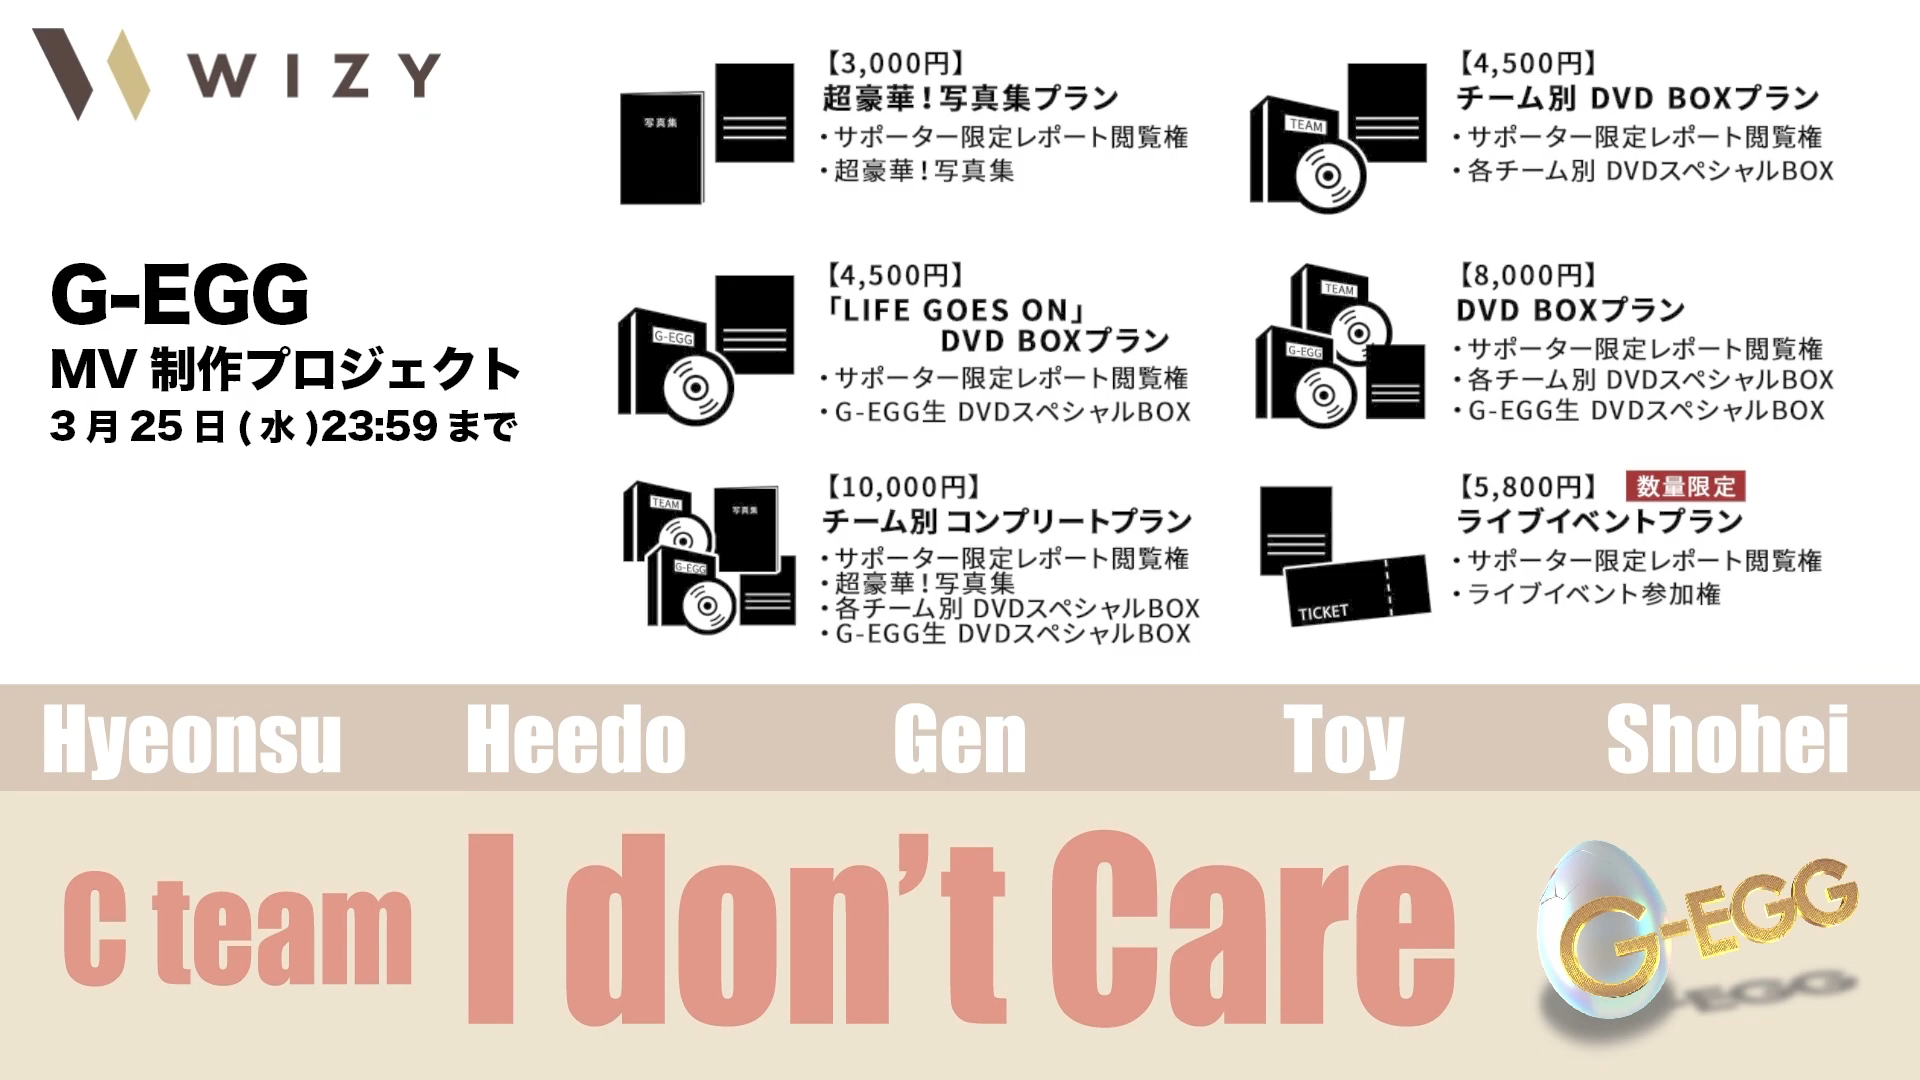 WIZY
G-EGG
MV 制作プロジェクト
3月25日(水)23:59まで
写真集
【3,000円】
超豪華!写真集プラン
・サポーター限定レポート閲覧権
・超豪華!写真集
TEAM
【4,500円】
チーム別 DVD BOXプラン
・サポーター限定レポート閲覧権
・各チーム別 DVDスペシャルBOX
G-EGG
【4,500円】
「LIFE GOES ON」
DVD BOXプラン
・サポーター限定レポート閲覧権
・G-EGG生 DVDスペシャルBOX
TEAM
G-EGG
【8,000円】
DVD BOXプラン
・サポーター限定レポート閲覧権
・各チーム別 DVDスペシャルBOX
・G-EGG生 DVDスペシャルBOX
TEAM
写真集
G-EGG
【10,000円】
チーム別 コンプリートプラン
・サポーター限定レポート閲覧権
・超豪華!写真集
・各チーム別 DVDスペシャルBOX
・G-EGG生 DVDスペシャルBOX
TICKET
【5,800円】 数量限定
ライブイベントプラン
・サポーター限定レポート閲覧権
・ライブイベント参加権
Hyeonsu Heedo Gen Toy Shohei
C team I don't Care
G-EGG